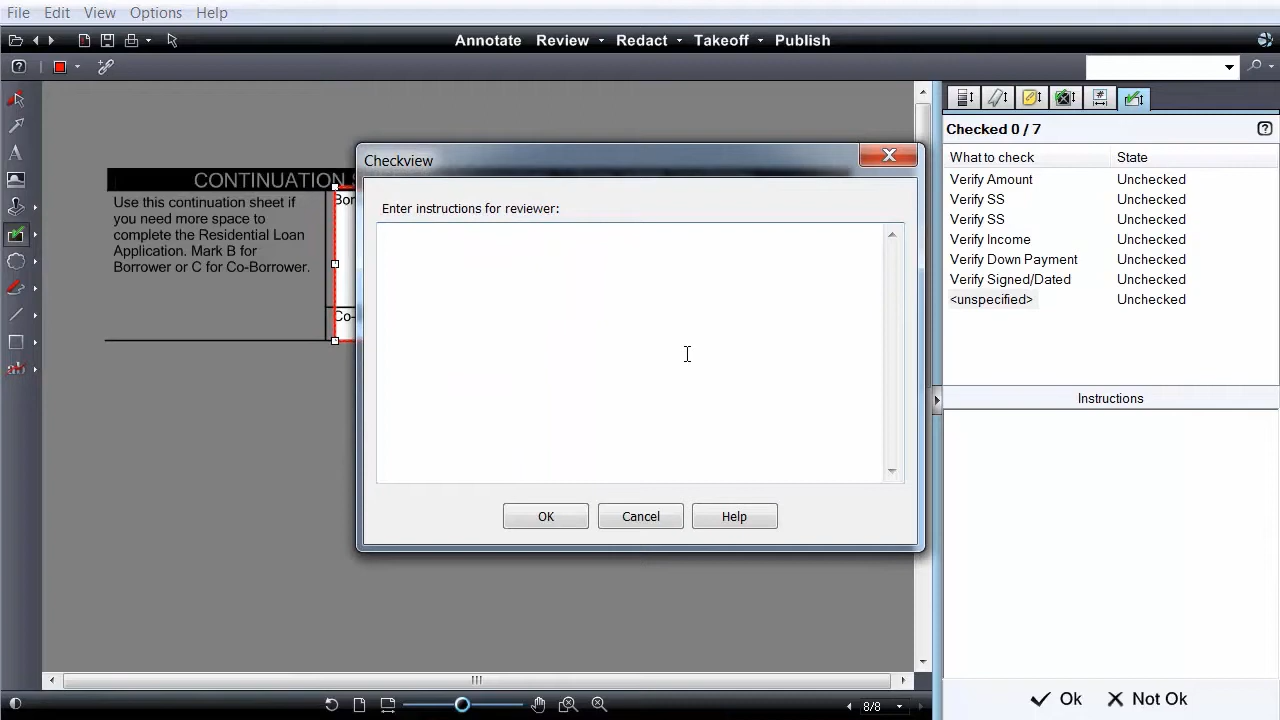 File Edit View Options Help
Annotate Review Redact Takeoff Publish
CONTINUATION
Use this continuation sheet if
you need more space to
complete the Residential Loan
Application. Mark B for
Borrower or C for Co-Borrower.
Bor
Co-
Checkview
Enter instructions for reviewer:
OK Cancel Help
Checked 0 / 7
What to check State
Verify Amount Unchecked
Verify SS Unchecked
Verify SS Unchecked
Verify Income Unchecked
Verify Down Payment Unchecked
Verify Signed/Dated Unchecked
<unspecified> Unchecked
Instructions
Ok Not Ok
8/8